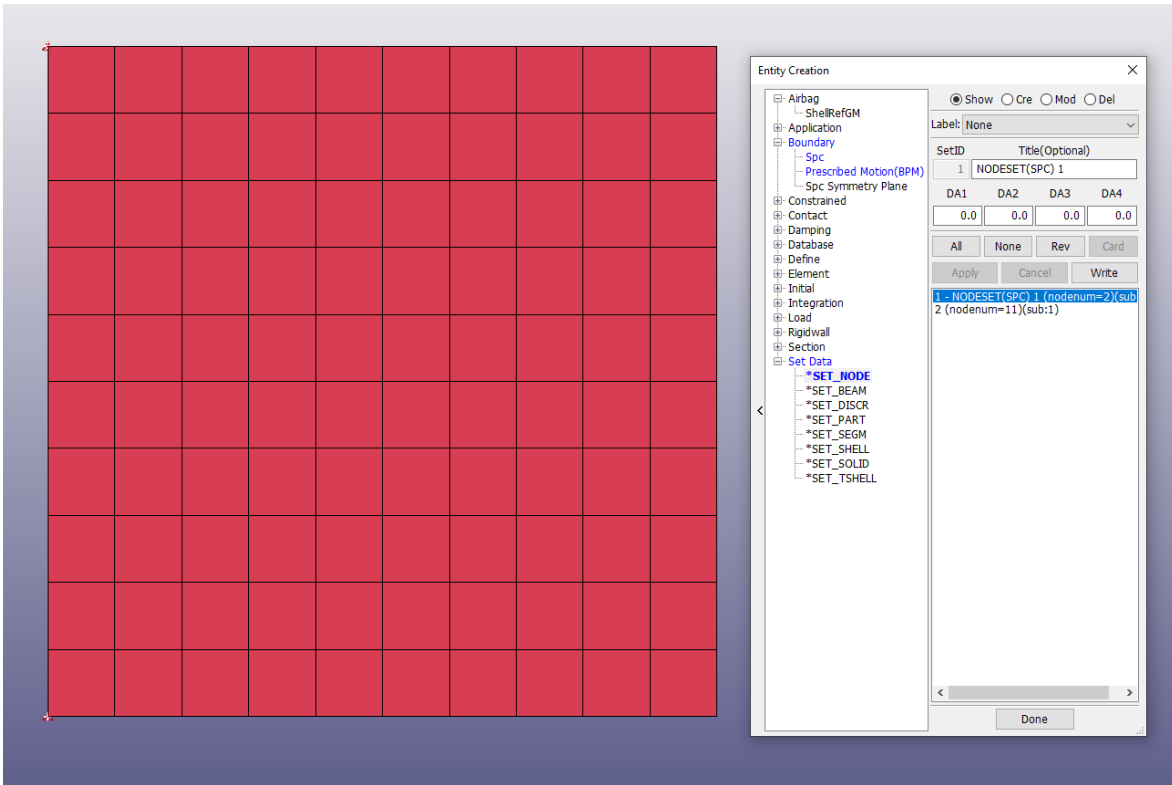 Entity Creation
Airbag
ShellRefGM
Application
Boundary
Spc
Prescribed Motion(BPM)
Spc Symmetry Plane
Constrained
Contact
Damping
Database
Define
Element
Initial
Integration
Load
Rigidwall
Section
Set Data
*SET_NODE
*SET_BEAM
*SET_DISCR
*SET_PART
*SET_SEGM
*SET_SHELL
*SET_SOLID
*SET_TSHELL
Show Cre Mod Del
Label: None
SetID Title(Optional)
1 NODESET(SPC) 1
DA1 DA2 DA3 DA4
0.0 0.0 0.0 0.0
All None Rev Card
Apply Cancel Write
1 - NODESET(SPC) 1 (nodenum=2)(sub
2 (nodenum=11)(sub:1)
Done